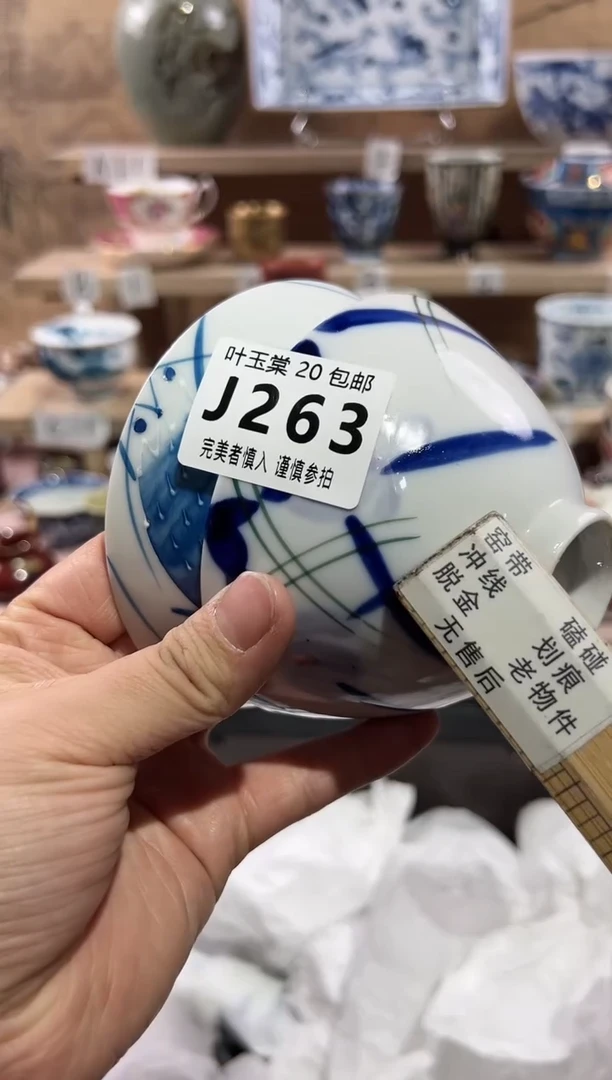 叶玉棠 20 包邮
J263
完美者慎入 谨慎参拍
窑带 磕碰
冲线 划痕
脱金 老物件
无售后